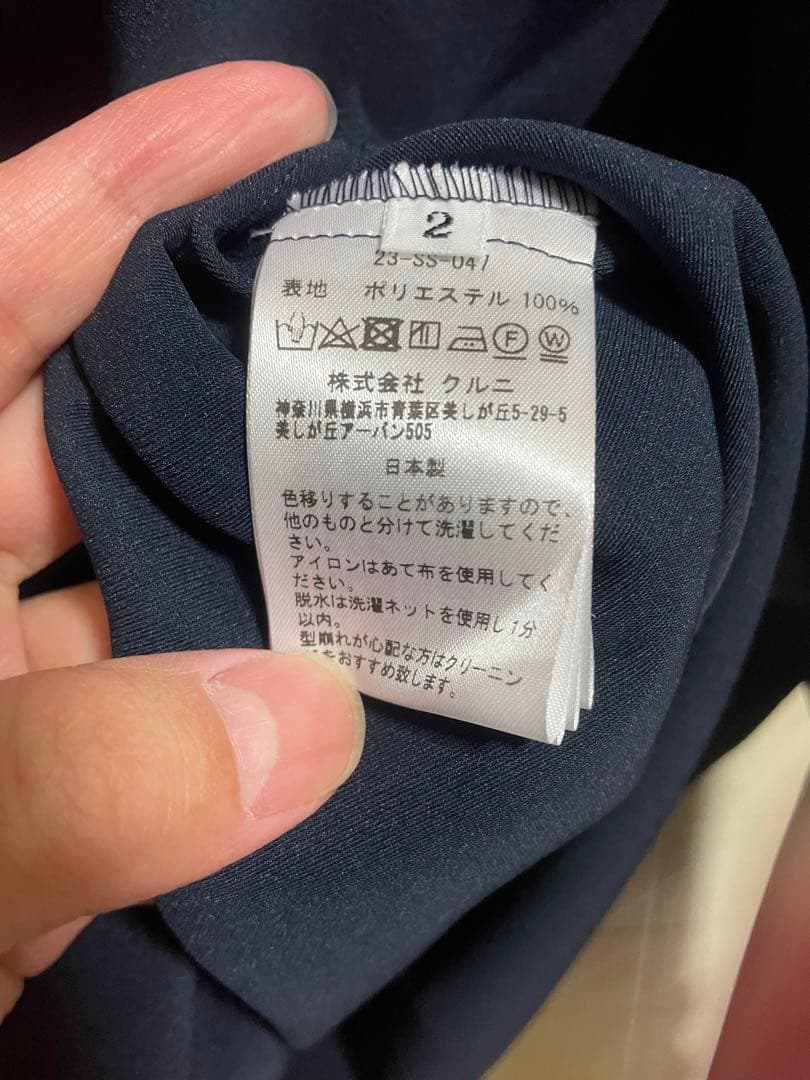 2
23-SS-047
表地 ポリエステル 100%
F W
株式会社 クルニ
神奈川県横浜市青葉区美しが丘5-29-5
美しが丘アーバン505
日本製
色移りすることがありますので、
他のものと分けて洗濯してくだ
さい。
アイロンはあて布を使用してく
ださい。
脱水は洗濯ネットを使用し1分
以内。
型崩れが心配な方はクリーニン
をおすすめ致します。